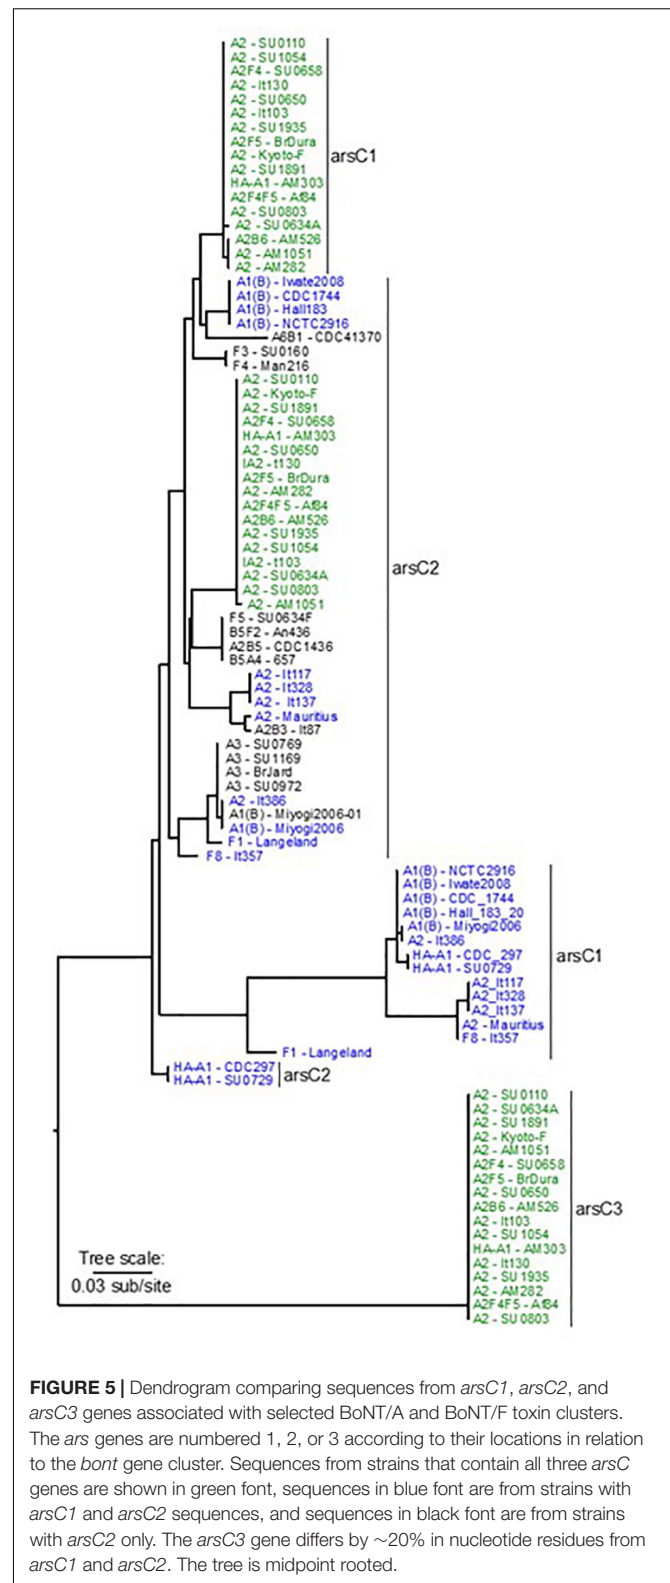 A2 - SU0110
A2 - SU1054
A2F4 - SU0658
A2 - It130
A2 - SU0650
A2 - It103
A2 - SU1935
A2F5 - BrDura
A2 - Kyoto-F
A2 - SU1891
HA-A1 - AM303
A2F4F5 - Af84
A2 - SU0803
A2 - SU0634A
A2B6 - AM526
A2 - AM1051
A2 - AM282
arsC1
A1(B) - Iwate2008
A1(B) - CDC1744
A1(B) - Hall183
A1(B) - NCTC2916
A6B1 - CDC41370
F3 - SU0160
F4 - Man216
A2 - SU0110
A2 - Kyoto-F
A2 - SU1891
A2F4 - SU0658
HA-A1 - AM303
A2 - SU0650
IA2 - t130
A2F5 - BrDura
A2 - AM282
A2F4F5 - Af84
A2B6 - AM526
A2 - SU1935
A2 - SU1054
IA2 - t103
A2 - SU0634A
A2 - SU0803
A2 - AM1051
F5 - SU0634F
B5F2 - An436
A2B5 - CDC1436
B5A4 - 657
A2 - It117
A2 - It328
A2 - It137
A2 - Mauritius
A2B3 - It87
A3 - SU0769
A3 - SU1169
A3 - BrJard
A3 - SU0972
A2 - It386
A1(B) - Miyogi2006-01
A1(B) - Miyogi2006
F1 - Langeland
F8 - It357
arsC2
A1(B) - NCTC2916
A1(B) - Iwate2008
A1(B) - CDC_1744
A1(B) - Hall_183_20
A1(B) - Miyogi2006
A2 - It386
HA-A1 - CDC_297
HA-A1 - SU0729
A2_It117
A2_It328
A2_It137
A2 - Mauritius
F8 - It357
F1 - Langeland
arsC1
HA-A1 - CDC297
HA-A1 - SU0729
arsC2
A2 - SU0110
A2 - SU0634A
A2 - SU1891
A2 - Kyoto-F
A2 - AM1051
A2F4 - SU0658
A2F5 - BrDura
A2 - SU0650
A2B6 - AM526
A2 - It103
A2 - SU1054
HA-A1 - AM303
A2 - It130
A2 - SU1935
A2 - AM282
A2F4F5 - Af84
A2 - SU0803
arsC3
Tree scale:
0.03 sub/site
FIGURE 5 | Dendrogram comparing sequences from arsC1, arsC2, and
arsC3 genes associated with selected BoNT/A and BoNT/F toxin clusters.
The ars genes are numbered 1, 2, or 3 according to their locations in relation
to the bont gene cluster. Sequences from strains that contain all three arsC
genes are shown in green font, sequences in blue font are from strains with
arsC1 and arsC2 sequences, and sequences in black font are from strains
with arsC2 only. The arsC3 gene differs by ~20% in nucleotide residues from
arsC1 and arsC2. The tree is midpoint rooted.